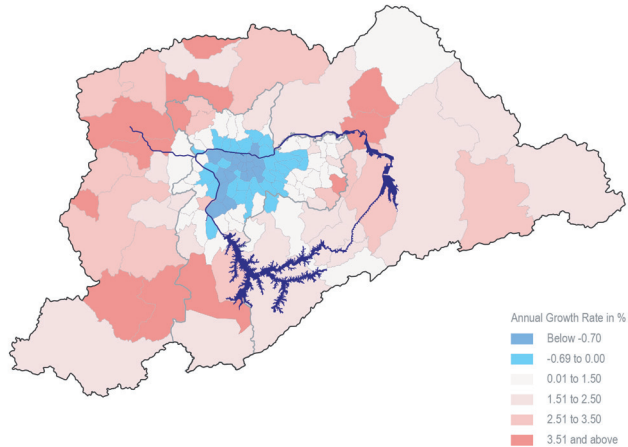 Annual Growth Rate in %
Below -0.70
-0.69 to 0.00
0.01 to 1.50
1.51 to 2.50
2.51 to 3.50
3.51 and above